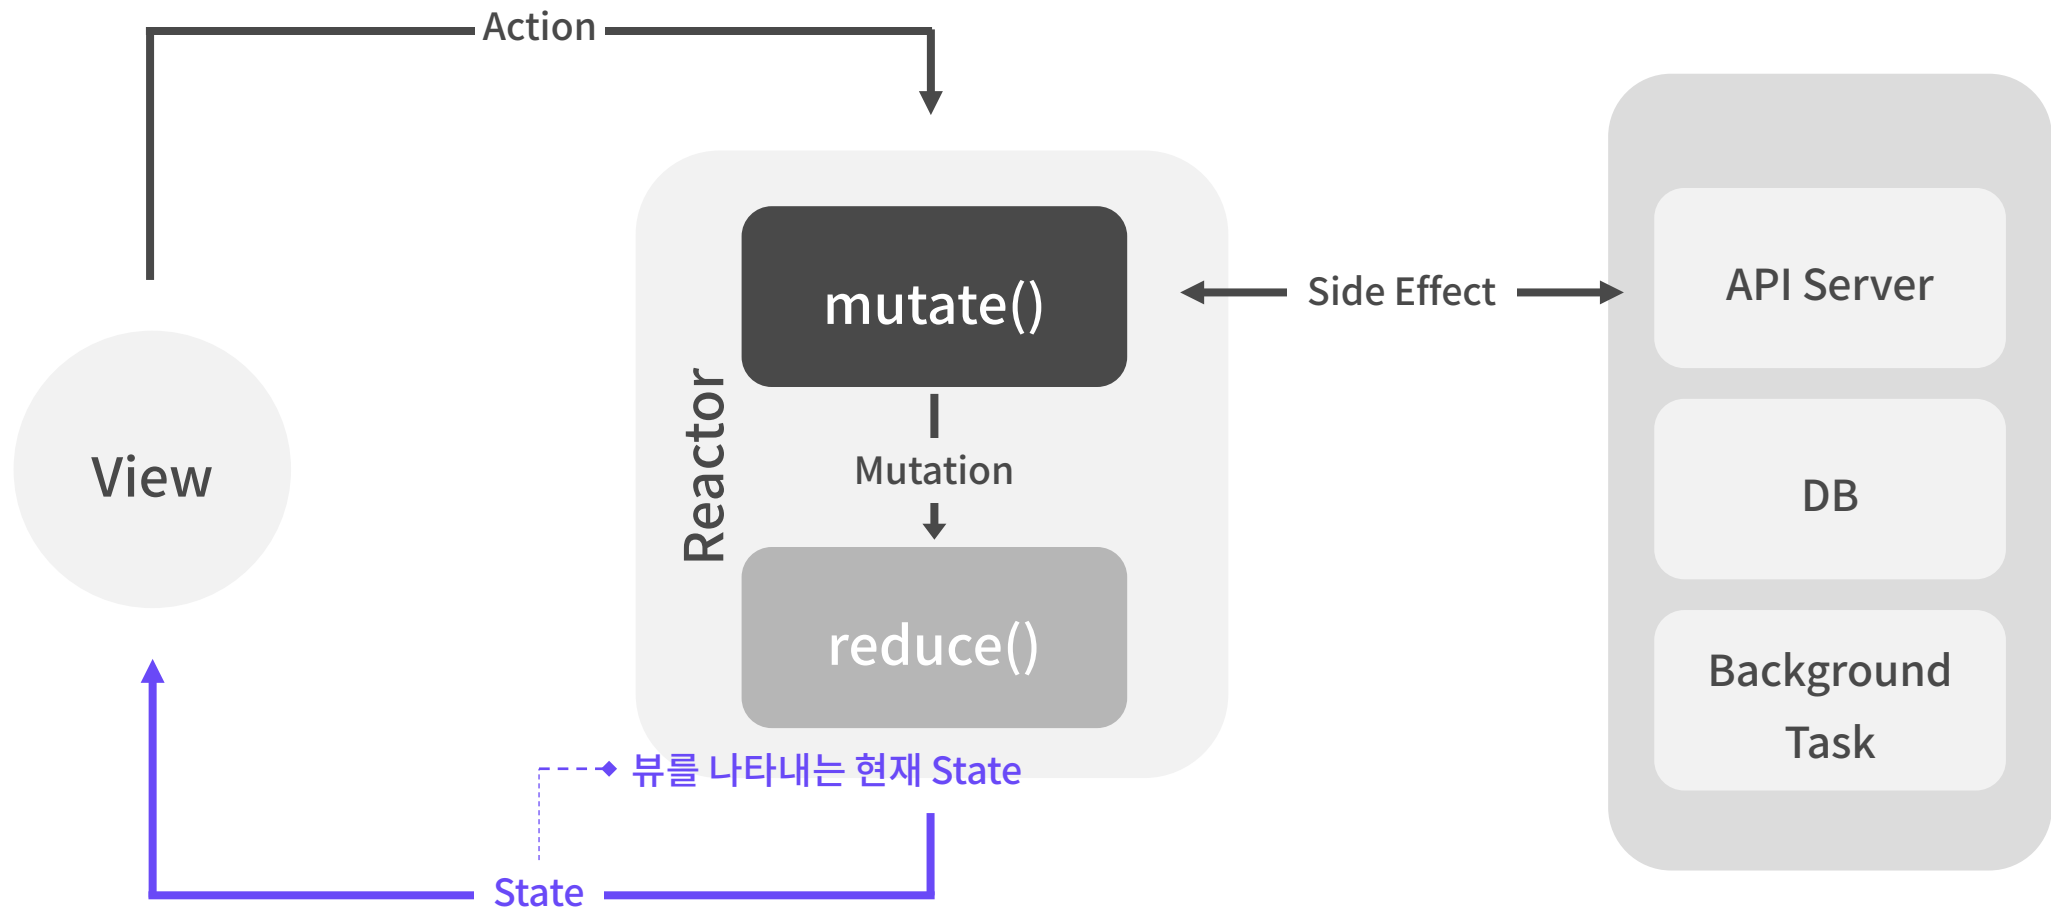 Action
mutate()
Side Effect
API Server
Reactor
Mutation
View
DB
reduce()
Background
Task
뷰를 나타내는 현재 State
State